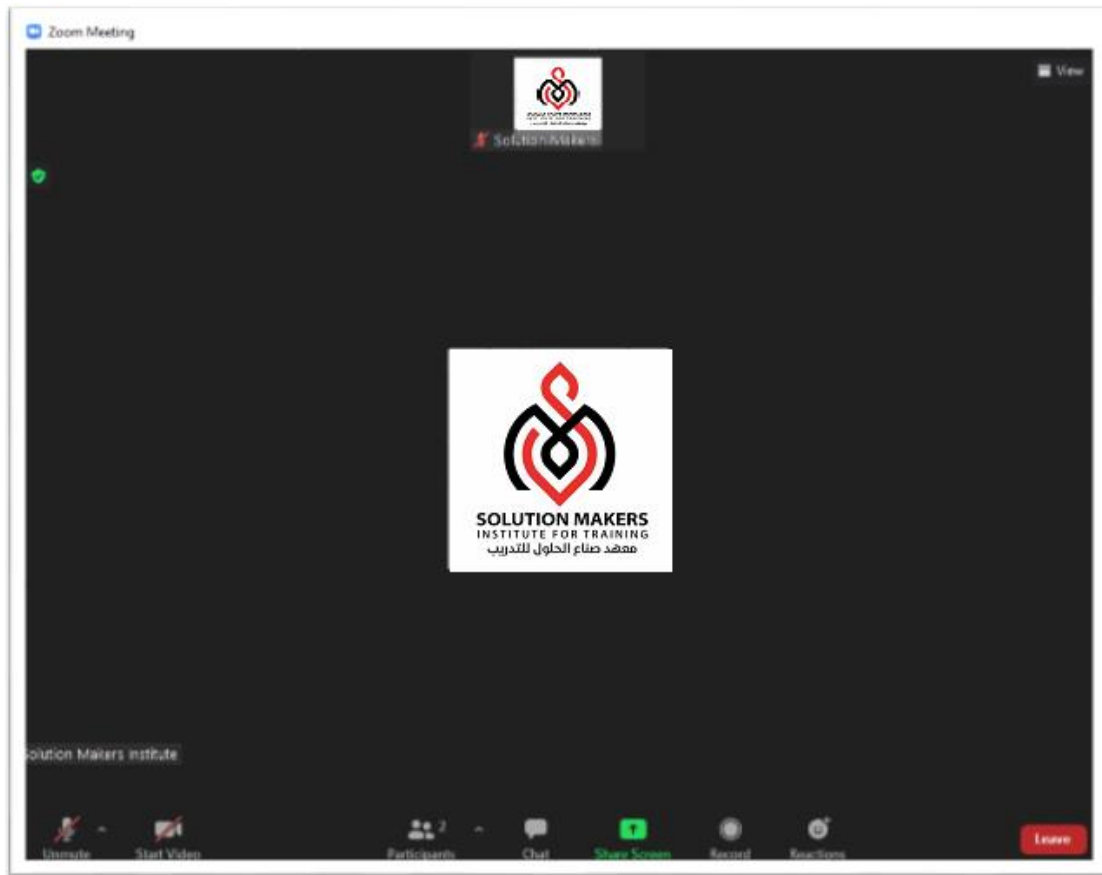 Zoom Meeting
View
Solution Makers
SOLUTION MAKERS
INSTITUTE FOR TRAINING
معهد صناع الحلول للتدريب
Solution Makers institute
Unmute
Start Video
Participants
2
Chat
Share Screen
Record
Reactions
Leave